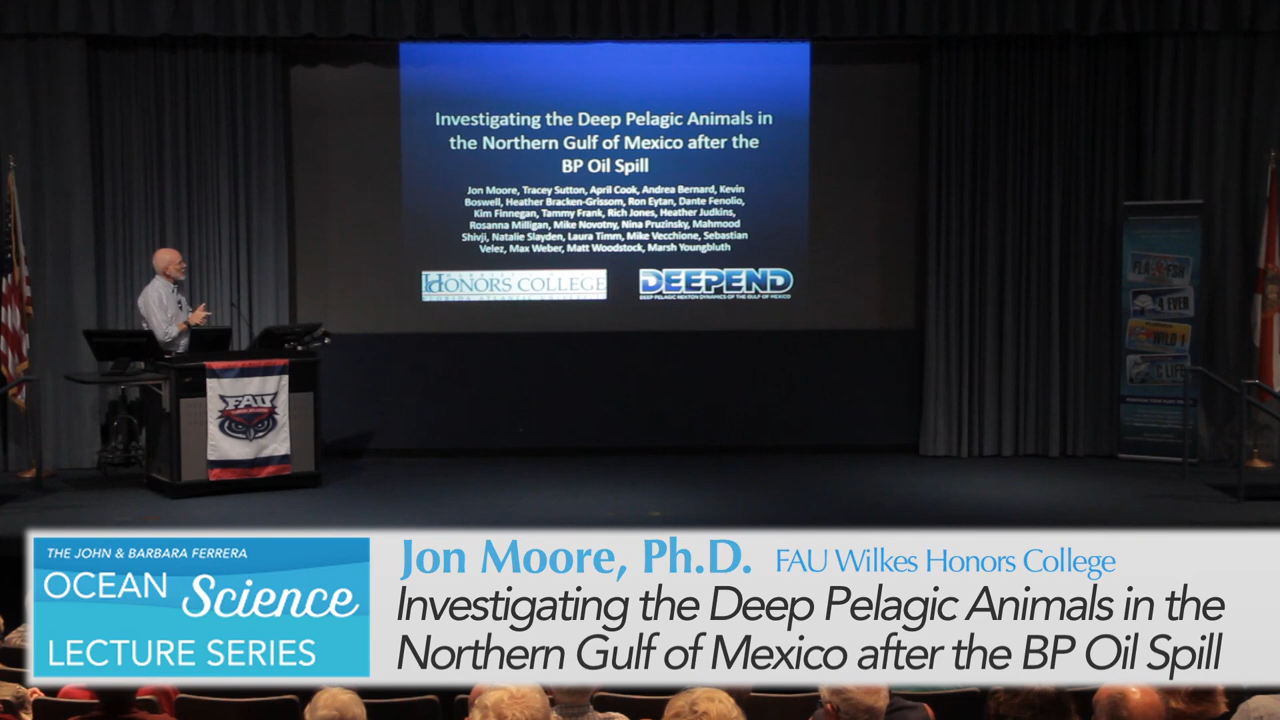 Investigating the Deep Pelagic Animals in
the Northern Gulf of Mexico after the
BP Oil Spill
Jon Moore, Tracey Sutton, April Cook, Andrea Bernard, Kevin
Boswell, Heather Bracken-Grissom, Ron Eytan, Dante Fenolio,
Kim Finnegan, Tammy Frank, Rich Jones, Heather Judkins,
Rosanna Milligan, Mike Novotny, Nina Pruzinsky, Mahmood
Shivji, Natalie Slayden, Laura Timm, Mike Vecchione, Sebastian
Velez, Max Weber, Matt Woodstock, Marsh Youngbluth
HONORS COLLEGE
DEEPEND
DEEP PELAGIC NEKTON DYNAMICS OF THE GULF OF MEXICO
FAU
4 EVER
WILD 1
C LIFE
THE JOHN & BARBARA FERRERA
OCEAN Science
LECTURE SERIES
Jon Moore, Ph.D. FAU Wilkes Honors College
Investigating the Deep Pelagic Animals in the
Northern Gulf of Mexico after the BP Oil Spill